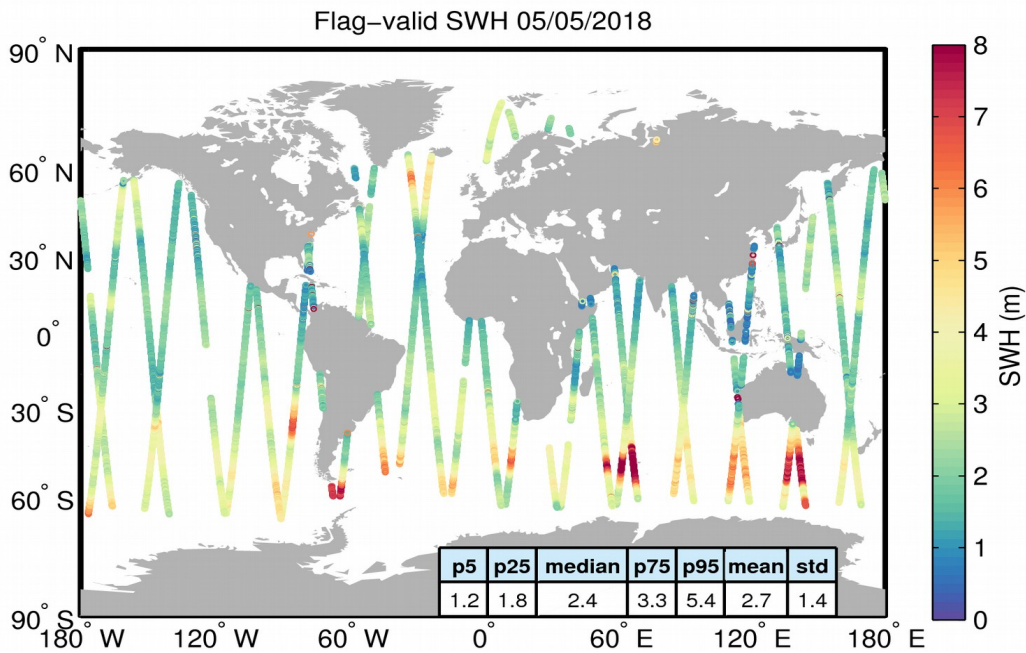 Flag−valid SWH 05/05/2018
90° N
60° N
30° N
0°
30° S
60° S
90° S
180° W
120° W
60° W
0°
60° E
120° E
180° E
p5 p25 median p75 p95 mean std
1.2 1.8 2.4 3.3 5.4 2.7 1.4
8
7
6
5
4
3
2
1
0
SWH (m)